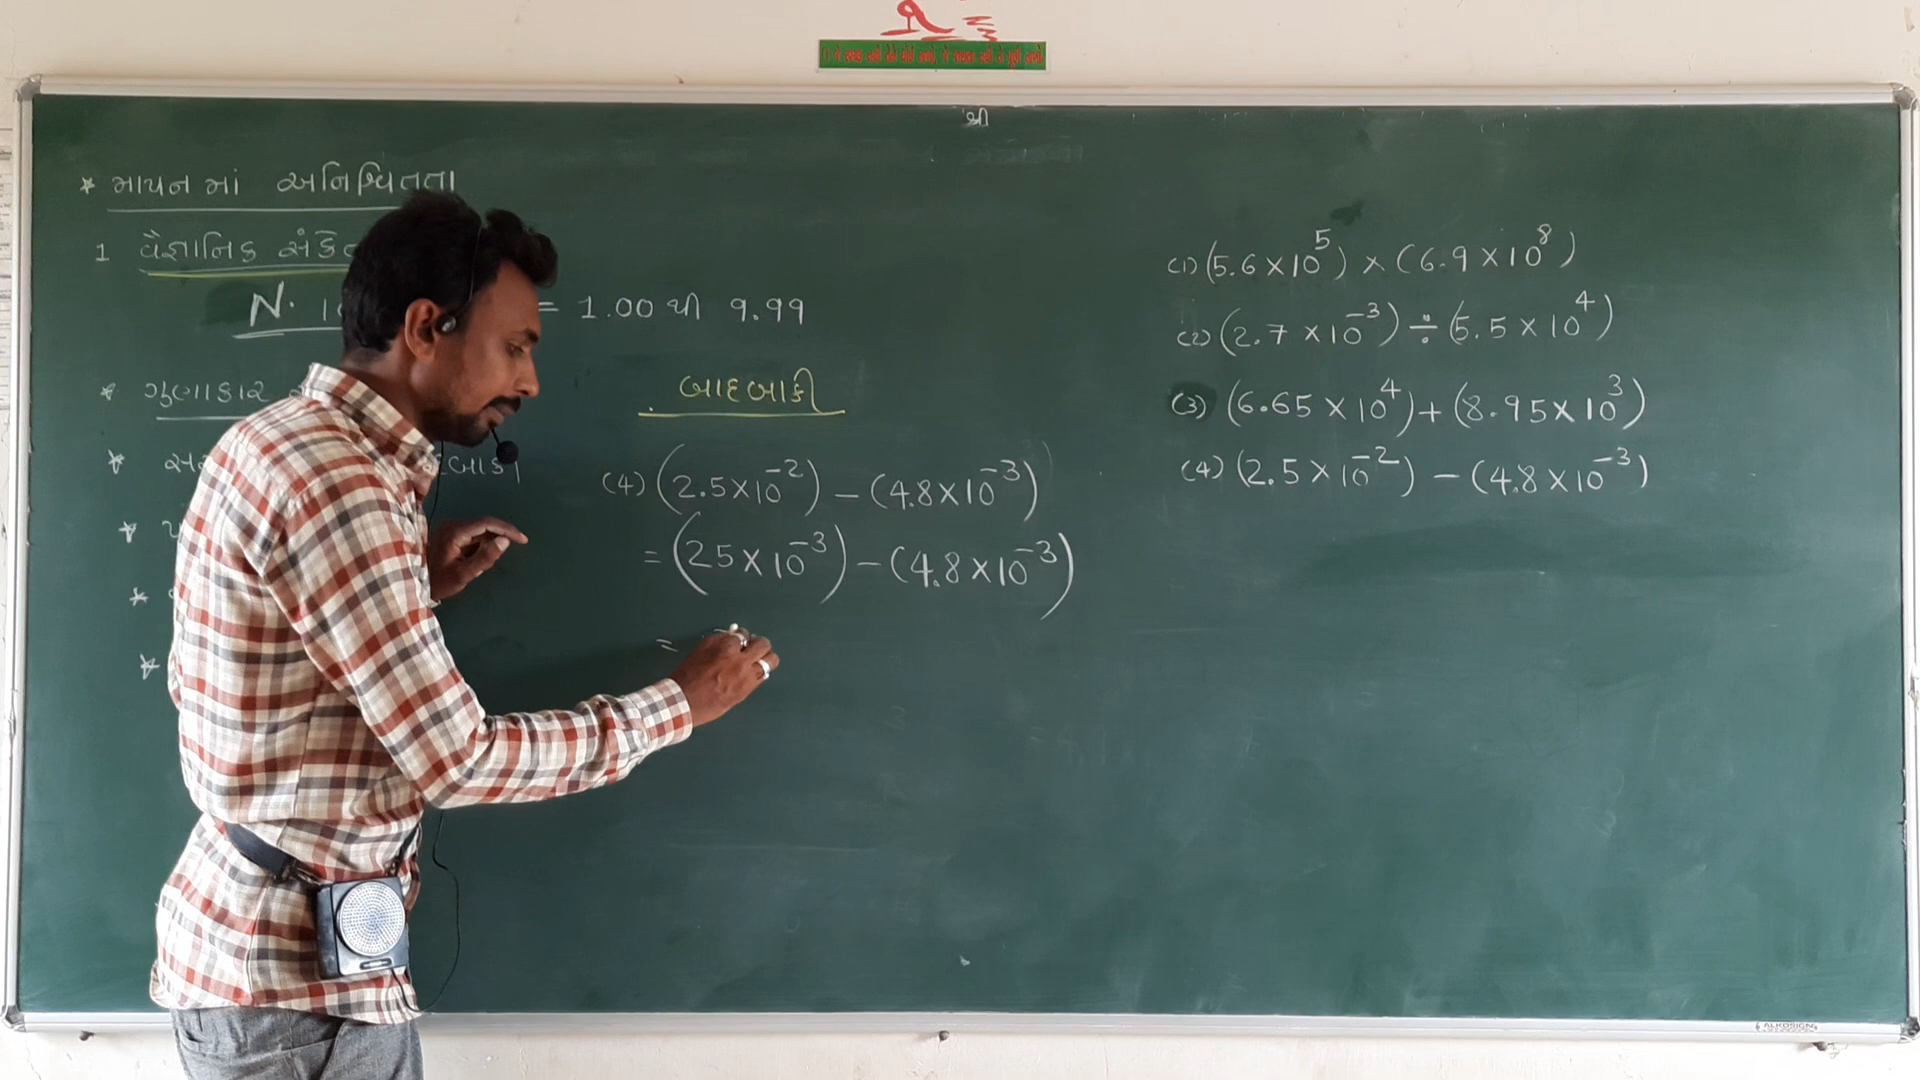 શ્રી
* માપન માં અનિશ્ચિતતા
1 વૈજ્ઞાનિક
N. = 1.00 થી 9.99
* ગુણાકાર
બાદબાકી
(4) (2.5×10⁻²) – (4.8×10⁻³)
= (25×10⁻³) – (4.8×10⁻³)
=
(1) (5.6×10⁵) × (6.9×10⁸)
(2) (2.7×10⁻³) ÷ (5.5×10⁴)
(3) (6.65×10⁴) + (8.95×10³)
(4) (2.5×10⁻²) – (4.8×10⁻³)